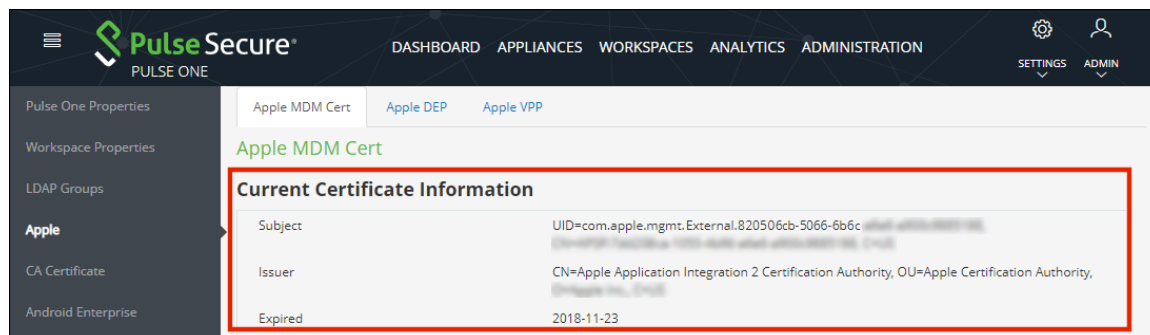 Pulse Secure®
PULSE ONE
DASHBOARD APPLIANCES WORKSPACES ANALYTICS ADMINISTRATION
SETTINGS
ADMIN
Pulse One Properties
Workspace Properties
LDAP Groups
Apple
CA Certificate
Android Enterprise
Apple MDM Cert Apple DEP Apple VPP
Apple MDM Cert
Current Certificate Information
Subject UID=com.apple.mgmt.External.820506cb-5066-6b6c
Issuer CN=Apple Application Integration 2 Certification Authority, OU=Apple Certification Authority,
Expired 2018-11-23